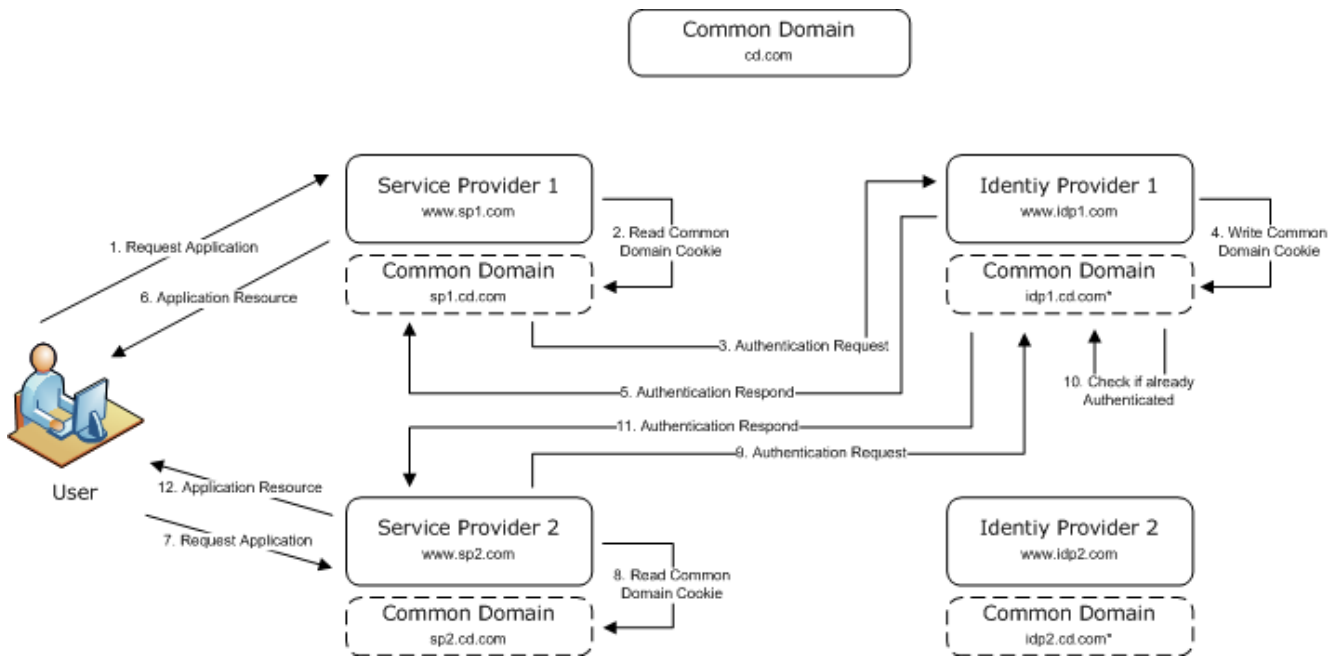 Common Domain
cd.com
Service Provider 1
www.sp1.com
Identiy Provider 1
www.idp1.com
1. Request Application
2. Read Common
Domain Cookie
4. Write Common
Domain Cookie
Common Domain
sp1.cd.com
Common Domain
idp1.cd.com*
6. Application Resource
3. Authentication Request
10. Check if already
Authenticated
5. Authentication Respond
11. Authentication Respond
9. Authentication Request
User
12. Application Resource
7. Request Application
Service Provider 2
www.sp2.com
Identiy Provider 2
www.idp2.com
8. Read Common
Domain Cookie
Common Domain
sp2.cd.com
Common Domain
idp2.cd.com*